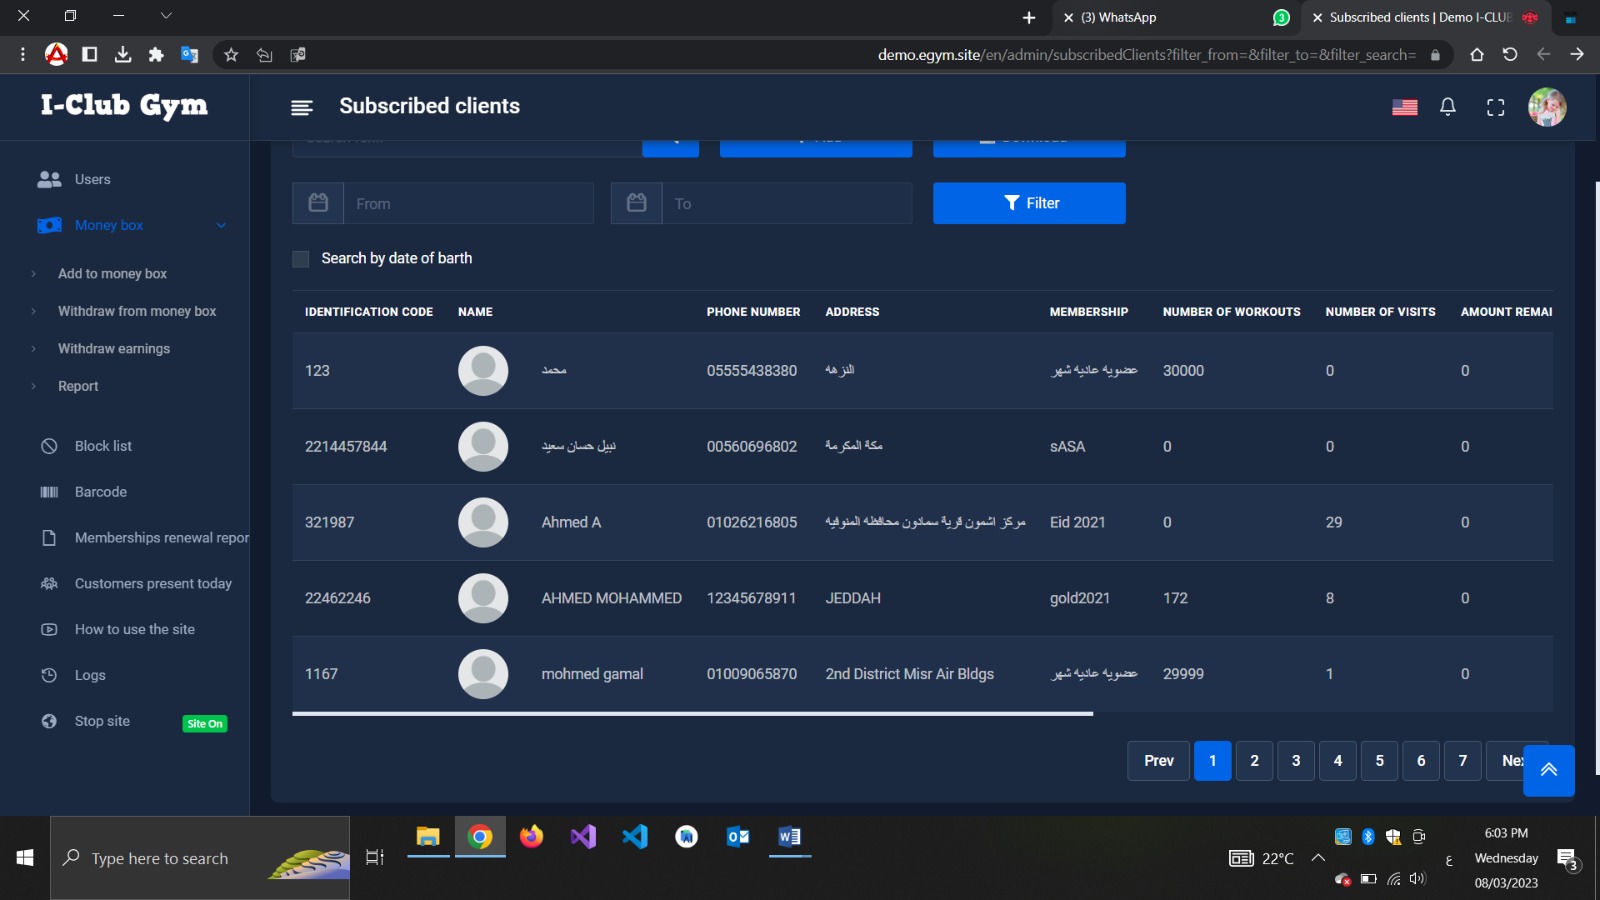 (3) WhatsApp
3
Subscribed clients | Demo I-CLU
demo.egym.site/en/admin/subscribedClients?filter_from=&filter_to=&filter_search=
I-Club Gym
Subscribed clients
Users
Money box
Add to money box
Withdraw from money box
Withdraw earnings
Report
Block list
Barcode
Memberships renewal repor
Customers present today
How to use the site
Logs
Stop site
Site On
From
To
Filter
Search by date of barth
IDENTIFICATION CODE NAME PHONE NUMBER ADDRESS MEMBERSHIP NUMBER OF WORKOUTS NUMBER OF VISITS AMOUNT REMAI
123 محمد 05555438380 النزهه عضويه عاديه شهر 30000 0 0
2214457844 نبيل حسان سعيد 00560696802 مكة المكرمة sASA 0 0 0
321987 Ahmed A 01026216805 مركز اشمون قرية سمادون محافظه المنوفيه Eid 2021 0 29 0
22462246 AHMED MOHAMMED 12345678911 JEDDAH gold2021 172 8 0
1167 mohmed gamal 01009065870 2nd District Misr Air Bldgs عضويه عاديه شهر 29999 1 0
Prev 1 2 3 4 5 6 7 Nex
Type here to search
22°C
ع
6:03 PM
Wednesday
08/03/2023
3